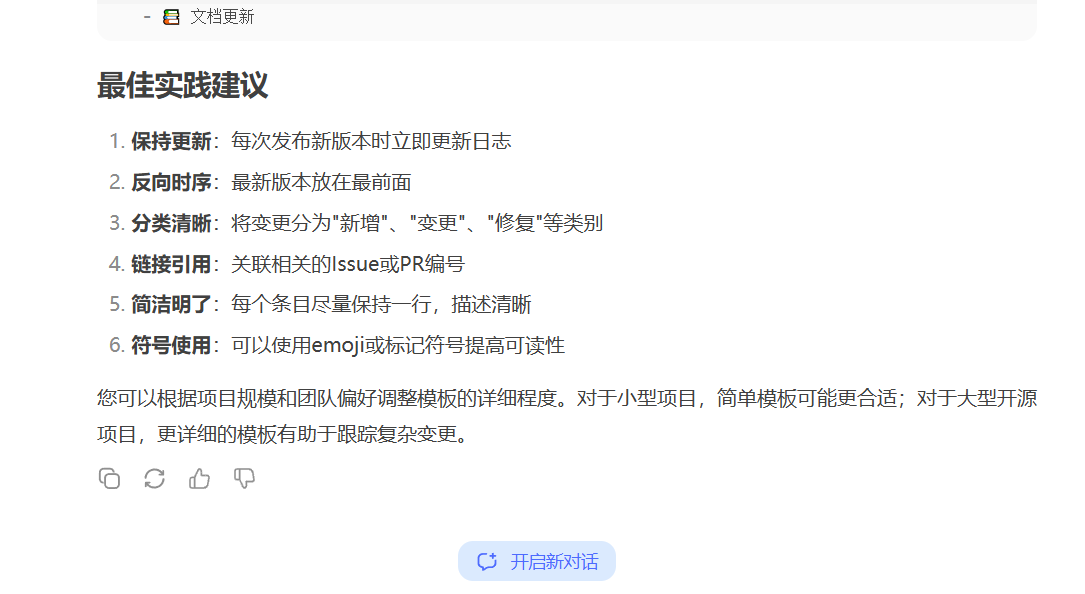 - 📚 文档更新
最佳实践建议
1. 保持更新：每次发布新版本时立即更新日志
2. 反向时序：最新版本放在最前面
3. 分类清晰：将变更分为"新增"、"变更"、"修复"等类别
4. 链接引用：关联相关的Issue或PR编号
5. 简洁明了：每个条目尽量保持一行，描述清晰
6. 符号使用：可以使用emoji或标记符号提高可读性
您可以根据项目规模和团队偏好调整模板的详细程度。对于小型项目，简单模板可能更合适；对于大型开源
项目，更详细的模板有助于跟踪复杂变更。
开启新对话